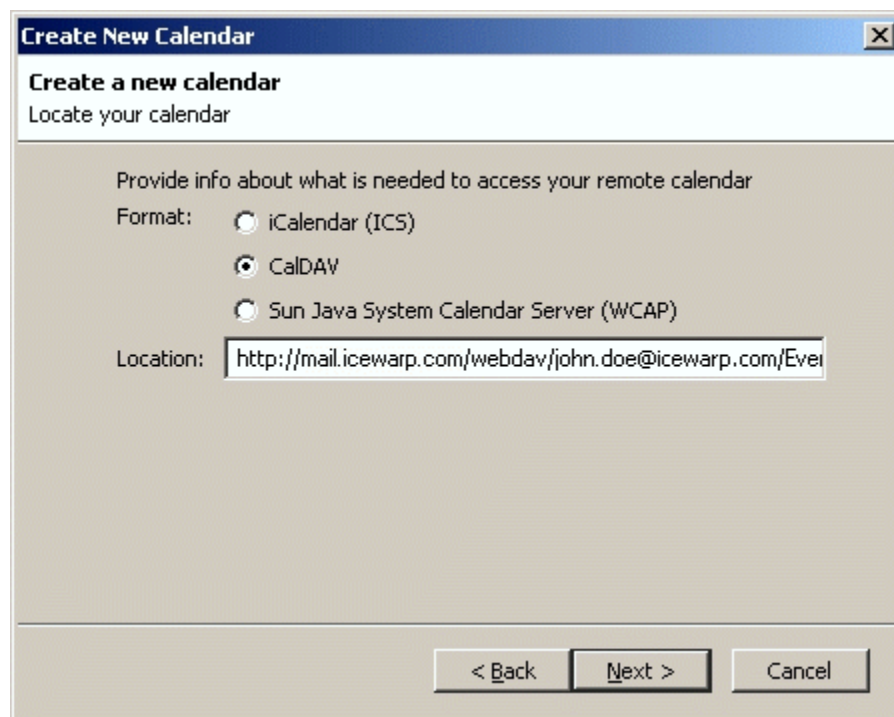 Create New Calendar
Create a new calendar
Locate your calendar
Provide info about what is needed to access your remote calendar
Format:
iCalendar (ICS)
CalDAV
Sun Java System Calendar Server (WCAP)
Location: http://mail.icewarp.com/webdav/john.doe@icewarp.com/Ever
< Back Next > Cancel